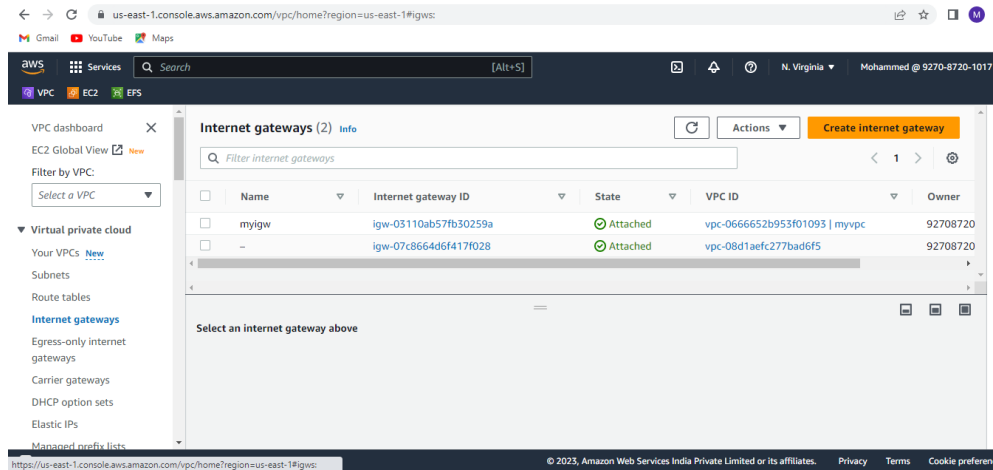 us-east-1.console.aws.amazon.com/vpc/home?region=us-east-1#igws:
M
Gmail YouTube Maps
aws Services Search [Alt+S] N. Virginia Mohammed @ 9270-8720-1017
VPC EC2 EFS
VPC dashboard
EC2 Global View New
Filter by VPC:
Select a VPC
Virtual private cloud
Your VPCs New
Subnets
Route tables
Internet gateways
Egress-only internet
gateways
Carrier gateways
DHCP option sets
Elastic IPs
Managed prefix lists
Internet gateways (2) Info
Actions Create internet gateway
Filter internet gateways
1
Name Internet gateway ID State VPC ID Owner
myigw igw-03110ab57fb30259a Attached vpc-0666652b953f01093 | myvpc 92708720
– igw-07c8664d6f417f028 Attached vpc-08d1aefc277bad6f5 92708720
Select an internet gateway above
https://us-east-1.console.aws.amazon.com/vpc/home?region=us-east-1#igws:
© 2023, Amazon Web Services India Private Limited or its affiliates. Privacy Terms Cookie preferen